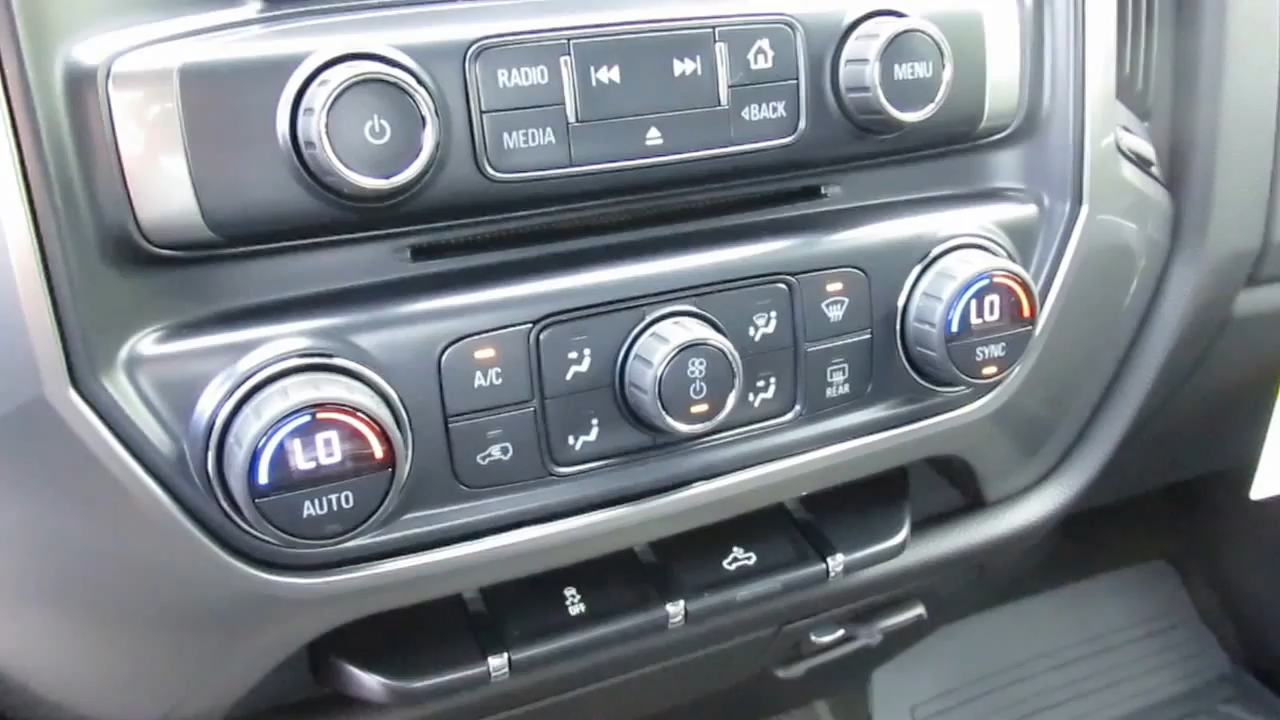 RADIO
MEDIA
BACK
MENU
LO
AUTO
A/C
REAR
LO
SYNC
OFF